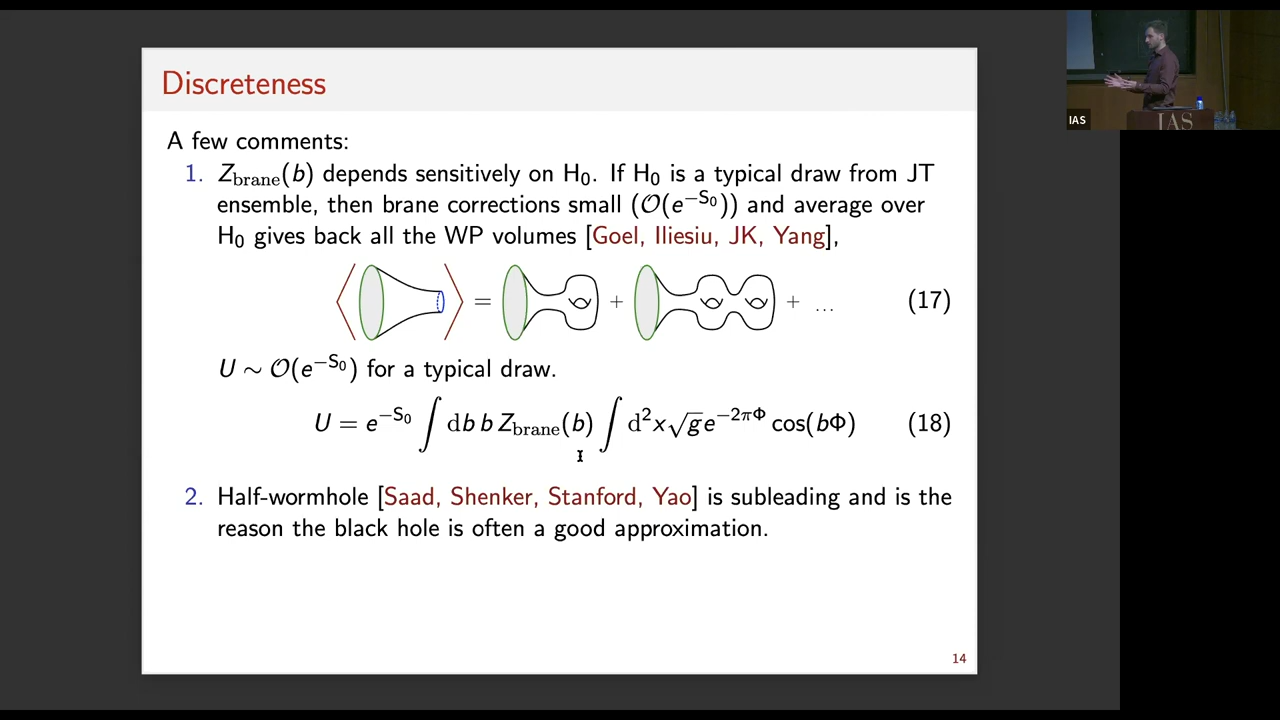 Discreteness
A few comments:
1. Z_brane(b) depends sensitively on H₀. If H₀ is a typical draw from JT
ensemble, then brane corrections small (𝒪(e^{−S₀})) and average over
H₀ gives back all the WP volumes [Goel, Iliesiu, JK, Yang],
⟨ ⟩ = + + ... (17)
U ∼ 𝒪(e^{−S₀}) for a typical draw.
U = e^{−S₀} ∫ db b Z_brane(b) ∫ d²x√g e^{−2πΦ} cos(bΦ) (18)
2. Half-wormhole [Saad, Shenker, Stanford, Yao] is subleading and is the
reason the black hole is often a good approximation.
14
IAS
IAS